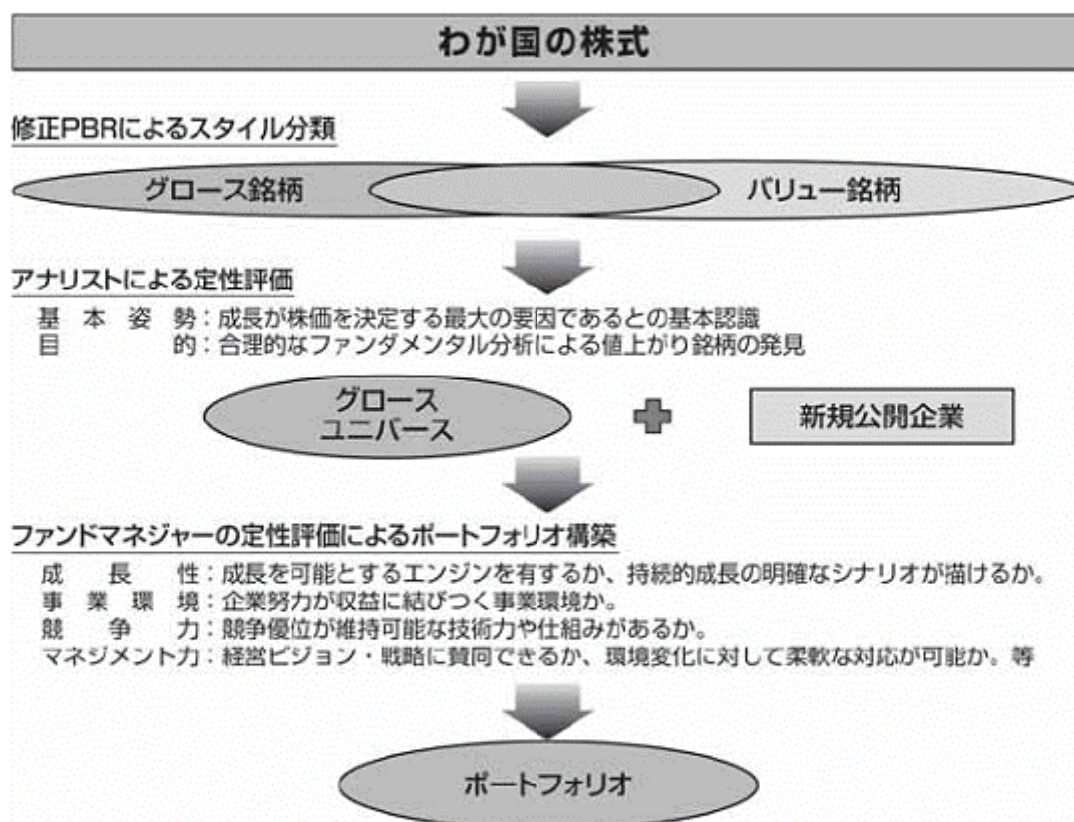 わが国の株式
修正PBRによるスタイル分類
グロース銘柄 バリュー銘柄
アナリストによる定性評価
基本姿勢：成長が株価を決定する最大の要因であるとの基本認識
目的：合理的なファンダメンタル分析による値上がり銘柄の発見
グロース
ユニバース
新規公開企業
ファンドマネジャーの定性評価によるポートフォリオ構築
成長性：成長を可能とするエンジンを有するか、持続的成長の明確なシナリオが描けるか。
事業環境：企業努力が収益に結びつく事業環境か。
競争力：競争優位が維持可能な技術力や仕組みがあるか。
マネジメント力：経営ビジョン・戦略に賛同できるか、環境変化に対して柔軟な対応が可能か。等
ポートフォリオ